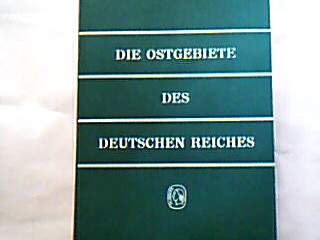 DIE OSTGEBIETE
DES
DEUTSCHEN REICHES